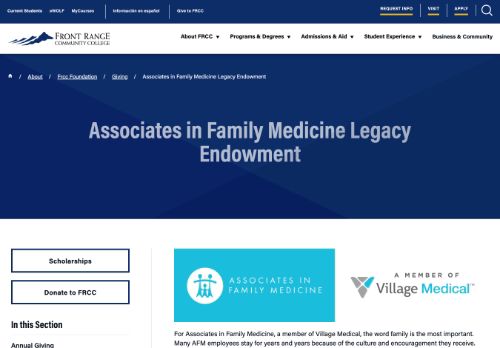 Current Students eWOLF MyCourses Información en español Give to FRCC REQUEST INFO VISIT APPLY
FRONT RANGE
COMMUNITY COLLEGE
About FRCC Programs & Degrees Admissions & Aid Student Experience Business & Community
/ About / Frcc Foundation / Giving / Associates in Family Medicine Legacy Endowment
Associates in Family Medicine Legacy
Endowment
Scholarships
Donate to FRCC
In this Section
Annual Giving
ASSOCIATES IN
FAMILY MEDICINE
A MEMBER OF
Village Medical™
For Associates in Family Medicine, a member of Village Medical, the word family is the most important.
Many AFM employees stay for years and years because of the culture and encouragement they receive.